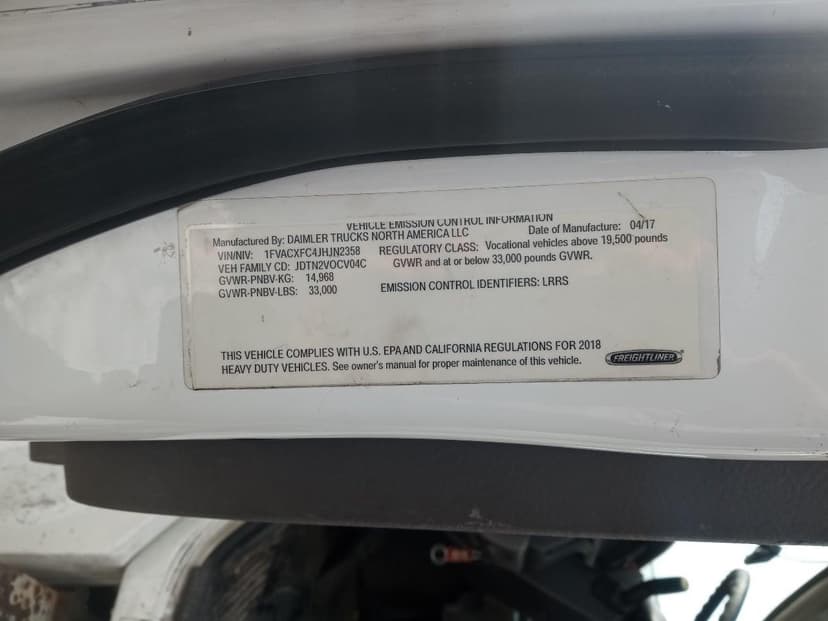 VEHICLE EMISSION CONTROL INFORMATION
Manufactured By: DAIMLER TRUCKS NORTH AMERICA LLC Date of Manufacture: 04/17
VIN/NIV: 1FVACXFC4JHJN2358 REGULATORY CLASS: Vocational vehicles above 19,500 pounds
VEH FAMILY CD: JDTN2VOCV04C GVWR and at or below 33,000 pounds GVWR.
GVWR-PNBV-KG: 14,968
GVWR-PNBV-LBS: 33,000 EMISSION CONTROL IDENTIFIERS: LRRS
THIS VEHICLE COMPLIES WITH U.S. EPA AND CALIFORNIA REGULATIONS FOR 2018
HEAVY DUTY VEHICLES. See owner's manual for proper maintenance of this vehicle.
FREIGHTLINER